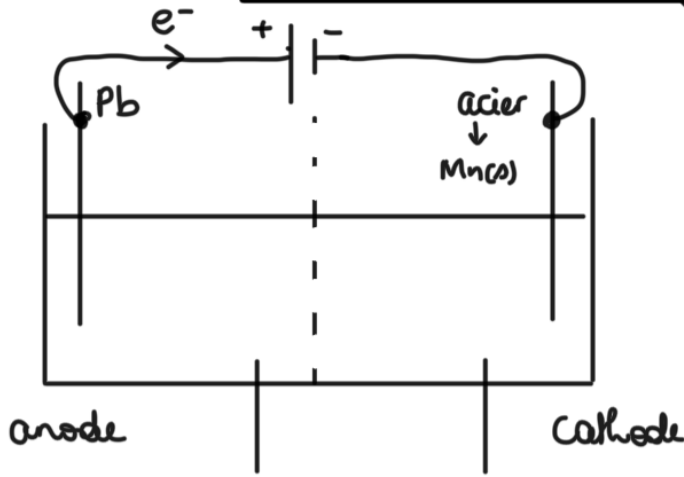 e⁻
+ -
Pb
acier
↓
Mn(s)
anode
cathode